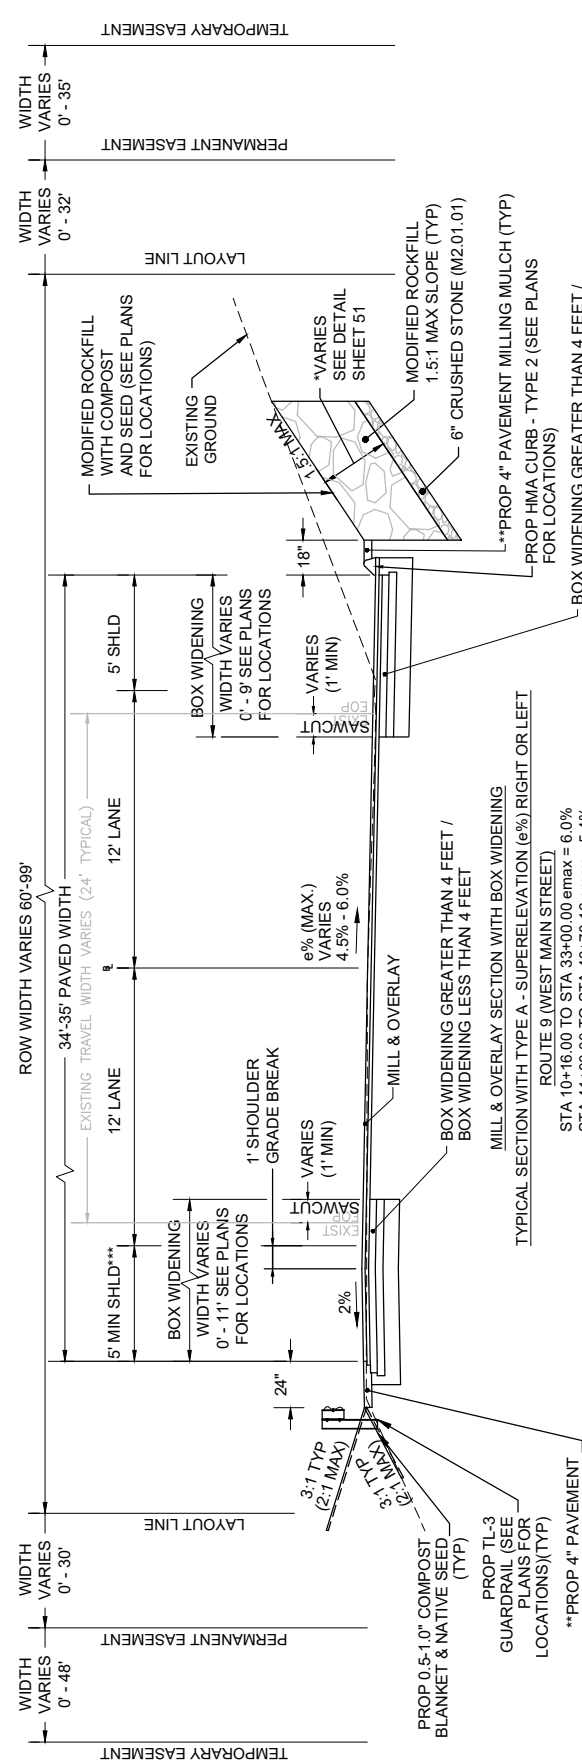 ROW WIDTH VARIES 60'-99'
34'-35' PAVED WIDTH
EXISTING TRAVEL WIDTH VARIES (24' TYPICAL)
TEMPORARY EASEMENT
WIDTH
VARIES
0' - 48'
PERMANENT EASEMENT
WIDTH
VARIES
0' - 30'
LAYOUT LINE
5' MIN SHLD***
12' LANE
12' LANE
5' SHLD
BOX WIDENING
WIDTH VARIES
0' - 11' SEE PLANS
FOR LOCATIONS
1' SHOULDER
GRADE BREAK
VARIES
(1' MIN)
SAWCUT
EXIST
EOP
24"
2%
e% (MAX.)
VARIES
4.5% - 6.0%
MILL & OVERLAY
BOX WIDENING
WIDTH VARIES
0' - 9' SEE PLANS
FOR LOCATIONS
VARIES
(1' MIN)
SAWCUT
EXIST
EOP
18"
MODIFIED ROCKFILL
WITH COMPOST
AND SEED (SEE PLANS
FOR LOCATIONS)
EXISTING
GROUND
1.5:1 MAX
*VARIES
SEE DETAIL
SHEET 51
MODIFIED ROCKFILL
1.5:1 MAX SLOPE (TYP)
6" CRUSHED STONE (M2.01.01)
**PROP 4" PAVEMENT MILLING MULCH (TYP)
PROP HMA CURB - TYPE 2 (SEE PLANS
FOR LOCATIONS)
BOX WIDENING GREATER THAN 4 FEET /
LAYOUT LINE
WIDTH
VARIES
0' - 32'
PERMANENT EASEMENT
WIDTH
VARIES
0' - 35'
TEMPORARY EASEMENT
3:1 TYP
(2:1 MAX)
3:1 TYP
(2:1 MAX)
PROP 0.5-1.0" COMPOST
BLANKET & NATIVE SEED
(TYP)
PROP TL-3
GUARDRAIL (SEE
PLANS FOR
LOCATIONS)(TYP)
**PROP 4" PAVEMENT
BOX WIDENING GREATER THAN 4 FEET /
BOX WIDENING LESS THAN 4 FEET
MILL & OVERLAY SECTION WITH BOX WIDENING
TYPICAL SECTION WITH TYPE A - SUPERELEVATION (e%) RIGHT OR LEFT
ROUTE 9 (WEST MAIN STREET)
STA 10+16.00 TO STA 33+00.00 emax = 6.0%